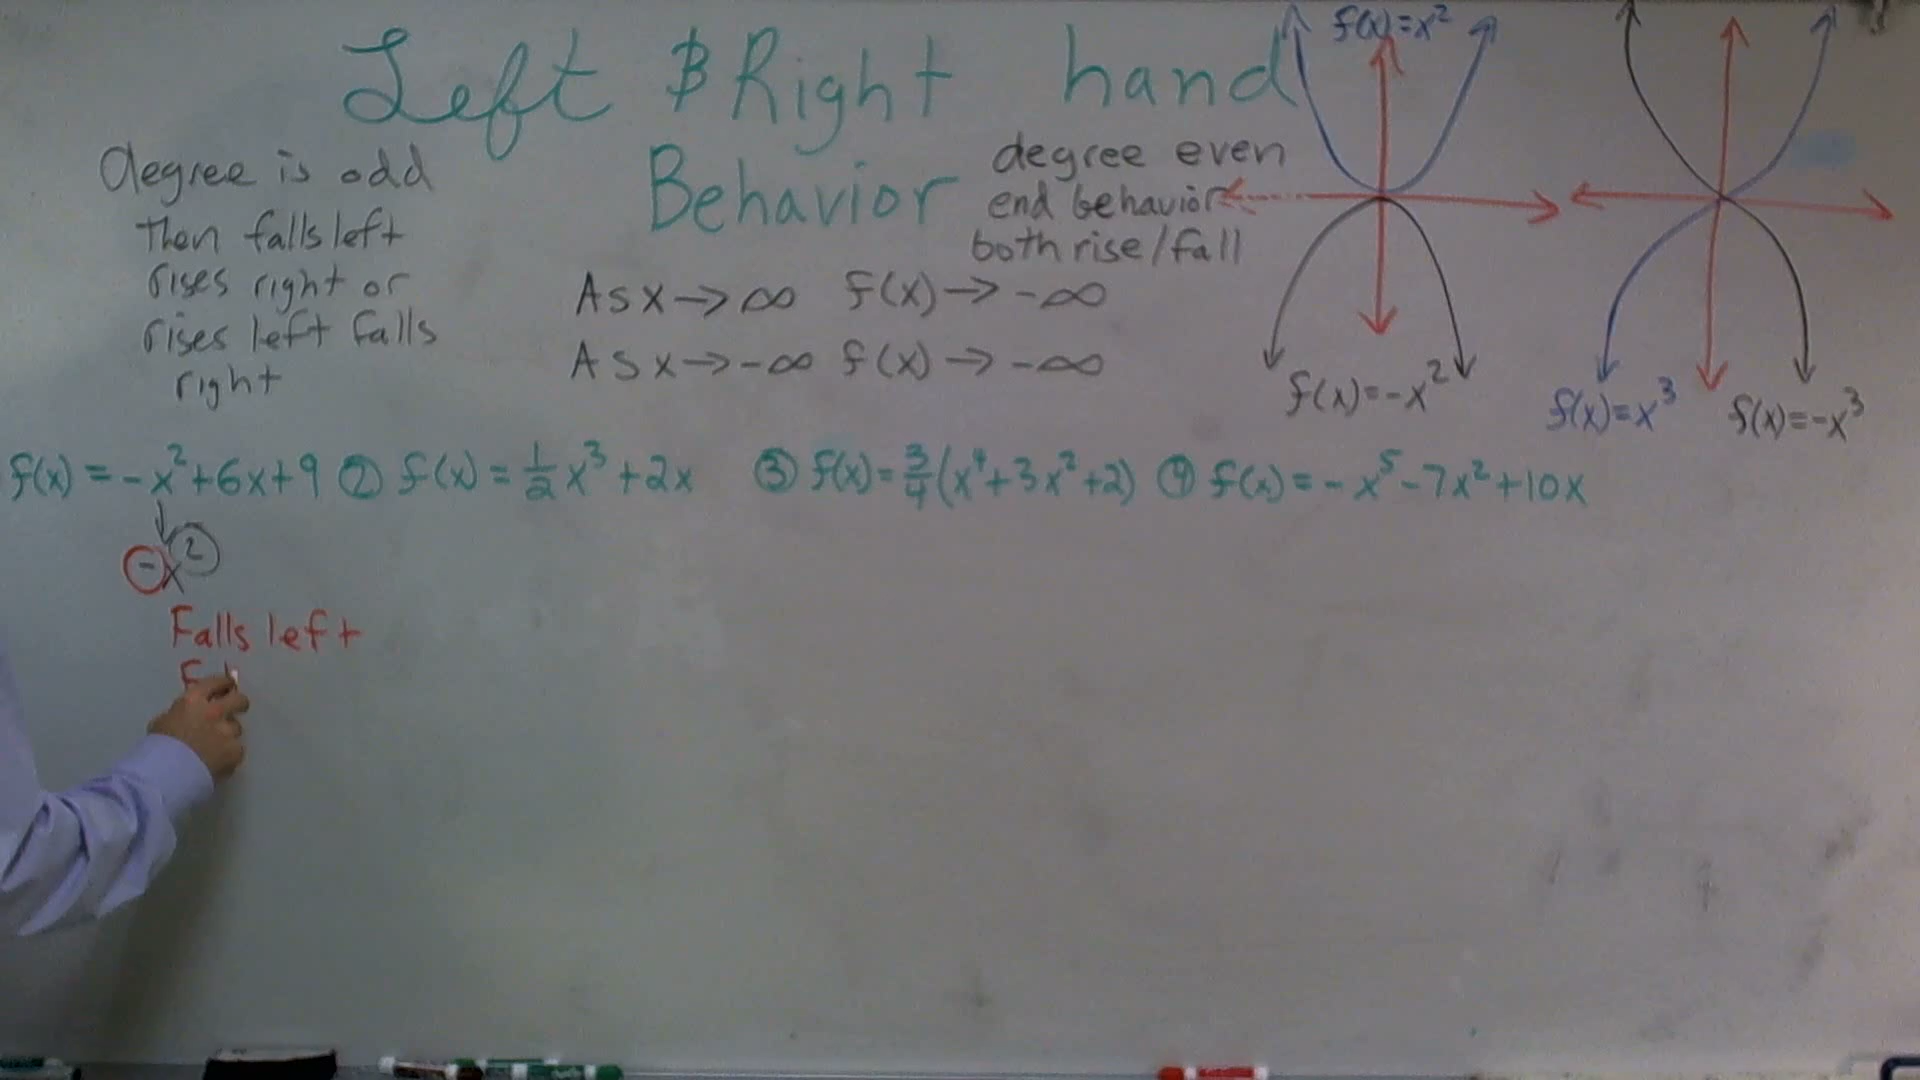 Left & Right hand
Behavior
degree is odd
then falls left
rises right or
rises left falls
right
degree even
end behavior
both rise/fall
As x → ∞ f(x) → -∞
As x → -∞ f(x) → -∞
f(x)=x²
f(x)=-x²
f(x)=x³
f(x)=-x³
f(x) = -x²+6x+9
② f(x) = 1/2 x³ + 2x
③ f(x) = 3/4 (x⁴+3x²+2)
④ f(x) = -x⁵-7x²+10x
-x²
Falls left